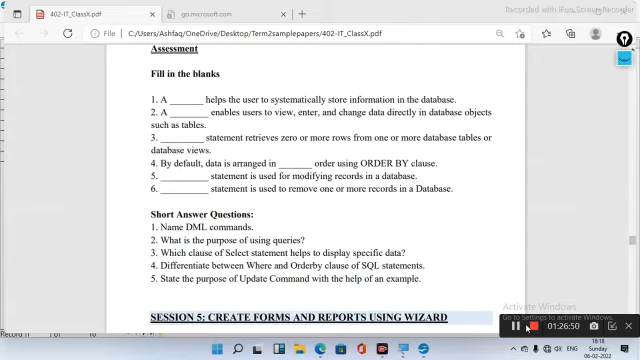 Recorded with iFun Screen Recorder
402-IT_ClassX.pdf
go.microsoft.com
File
C:/Users/Ashfaq/OneDrive/Desktop/Term2samplepapers/402-IT_ClassX.pdf
Assessment
Fill in the blanks
1. A _______ helps the user to systematically store information in the database.
2. A ________ enables users to view, enter, and change data directly in database objects
such as tables.
3. _________ statement retrieves zero or more rows from one or more database tables or
database views.
4. By default, data is arranged in _______ order using ORDER BY clause.
5. __________ statement is used for modifying records in a database.
6. __________ statement is used to remove one or more records in a Database.
Short Answer Questions:
1. Name DML commands.
2. What is the purpose of using queries?
3. Which clause of Select statement helps to display specific data?
4. Differentiate between Where and Orderby clause of SQL statements.
5. State the purpose of Update Command with the help of an example.
Activate Windows
Go to Settings to activate Windows.
SESSION 5: CREATE FORMS AND REPORTS USING WIZARD
01:26:50
Record 11
16:18
Sunday
06-02-2022